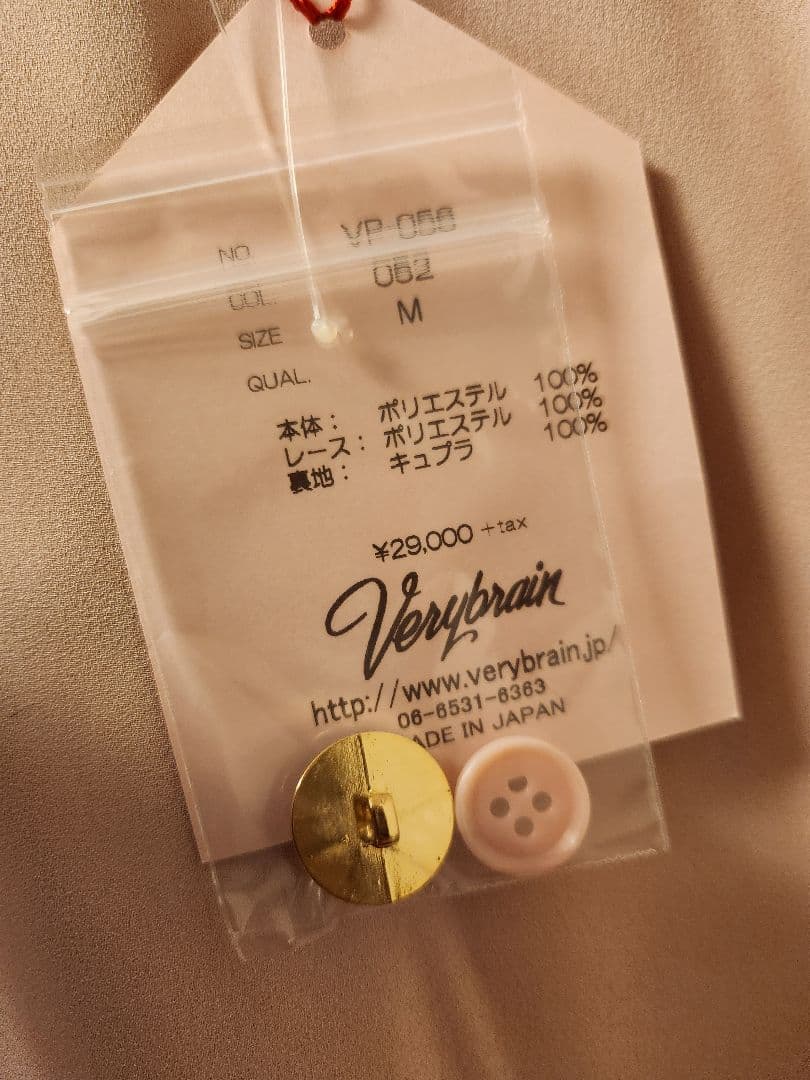 NO. VP-056
COL. 052
SIZE M
QUAL.
本体： ポリエステル 100%
レース： ポリエステル 100%
裏地： キュプラ 100%
¥29,000 +tax
Verybrain
http://www.verybrain.jp/
06-6531-6363
MADE IN JAPAN